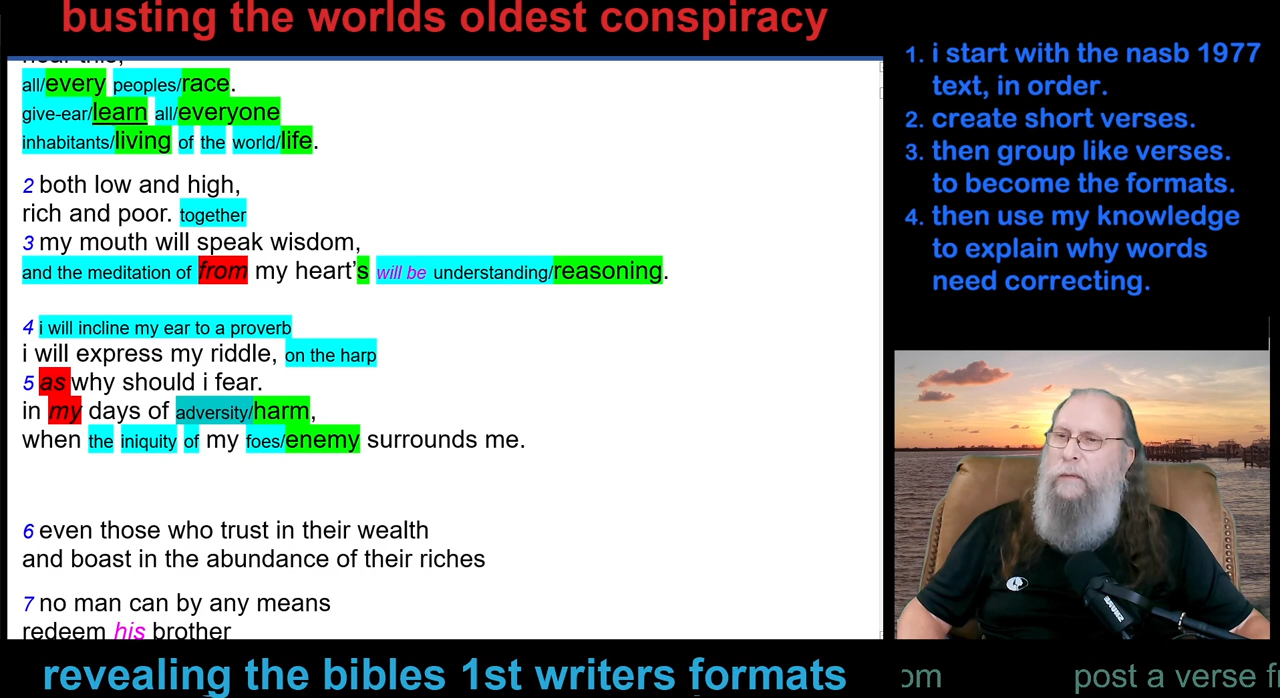 busting the worlds oldest conspiracy
hear this,
all/every peoples/race.
give-ear/learn all/everyone
inhabitants/living of the world/life.
2 both low and high,
rich and poor. together
3 my mouth will speak wisdom,
and the meditation of from my heart's will be understanding/reasoning.
4 i will incline my ear to a proverb
i will express my riddle, on the harp
5 as why should i fear.
in my days of adversity/harm,
when the iniquity of my foes/enemy surrounds me.
6 even those who trust in their wealth
and boast in the abundance of their riches
7 no man can by any means
redeem his brother
1. i start with the nasb 1977
text, in order.
2. create short verses.
3. then group like verses.
to become the formats.
4. then use my knowledge
to explain why words
need correcting.
revealing the bibles 1st writers formats
om post a verse f